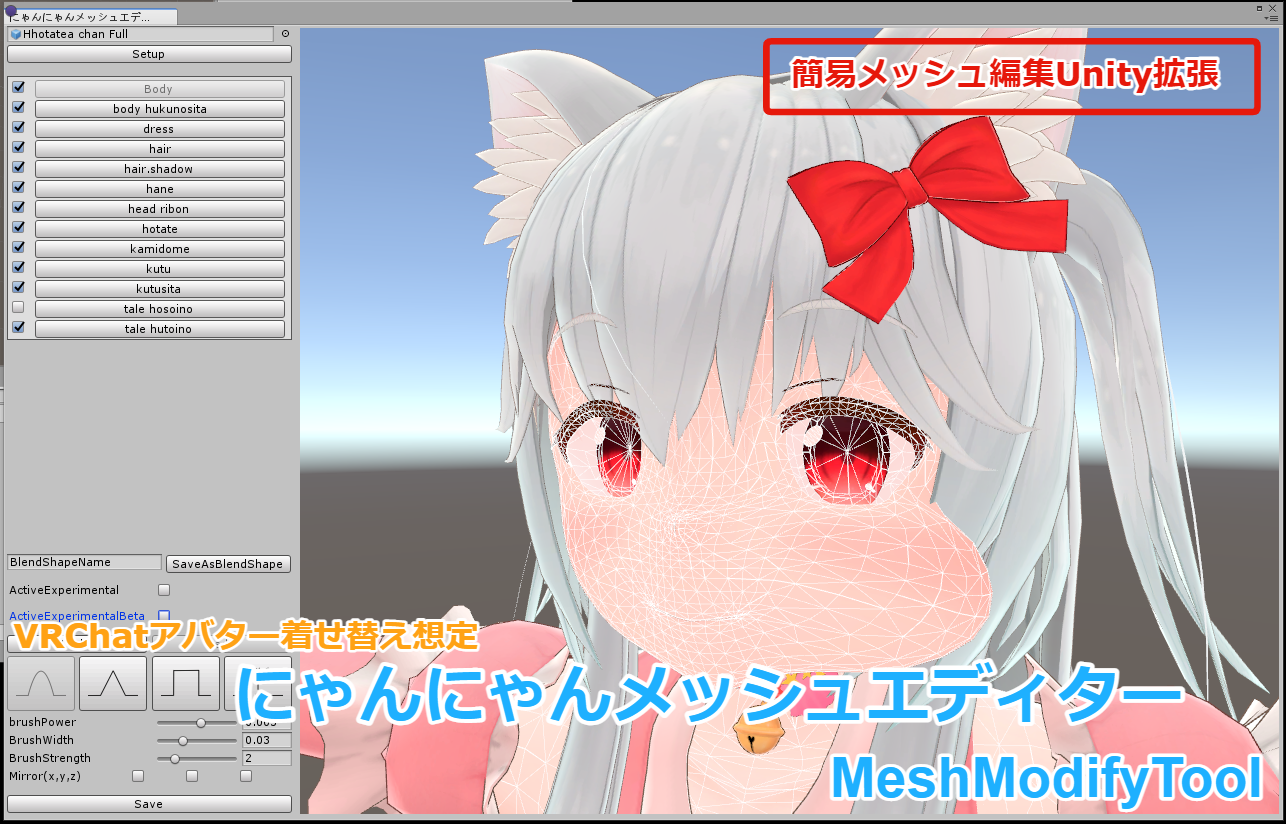 にゃんにゃんメッシュエデ...
Hhotatea chan Full
Setup
簡易メッシュ編集Unity拡張
Body
body hukunosita
dress
hair
hair.shadow
hane
head ribon
hotate
kamidome
kutu
kutusita
tale hosoino
tale hutoino
BlendShapeName
SaveAsBlendShape
ActiveExperimental
ActiveExperimentalBeta
VRChatアバター着せ替え想定
にゃんにゃんメッシュエディター
brushPower
BrushWidth 0.03
BrushStrength 2
Mirror(x,y,z)
MeshModifyTool
Save